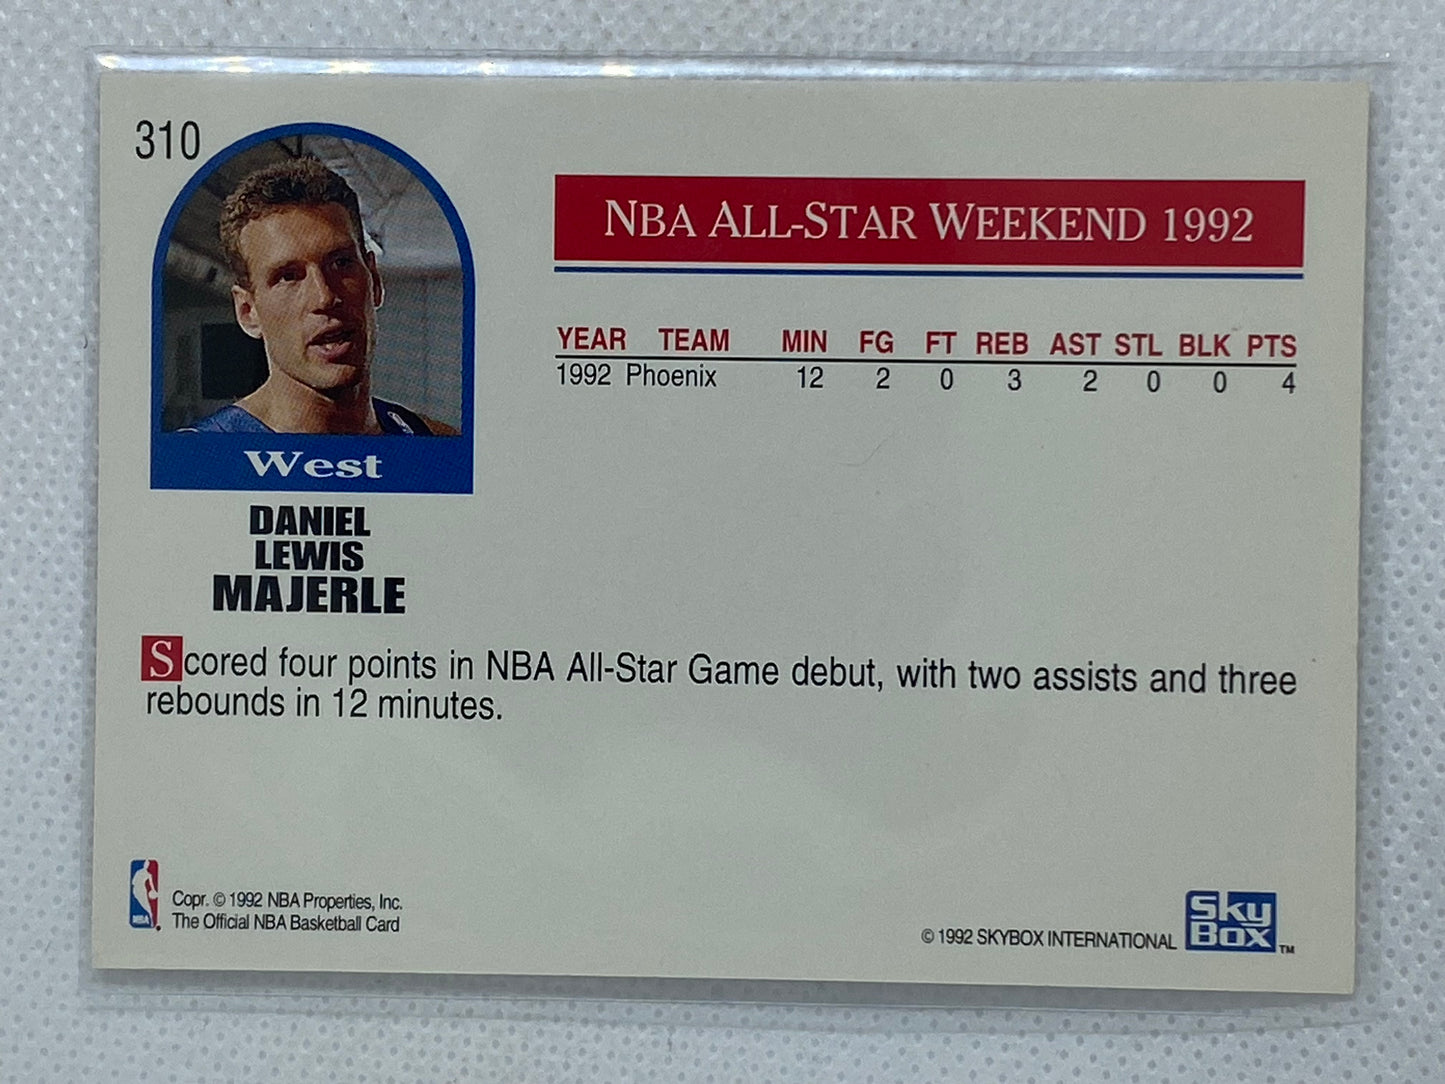 310
NBA ALL-STAR WEEKEND 1992
YEAR TEAM MIN FG FT REB AST STL BLK PTS
1992 Phoenix 12 2 0 3 2 0 0 4
West
DANIEL
LEWIS
MAJERLE
Scored four points in NBA All-Star Game debut, with two assists and three
rebounds in 12 minutes.
NBA
Copr. © 1992 NBA Properties, Inc.
The Official NBA Basketball Card
© 1992 SKYBOX INTERNATIONAL
Sky
Box™